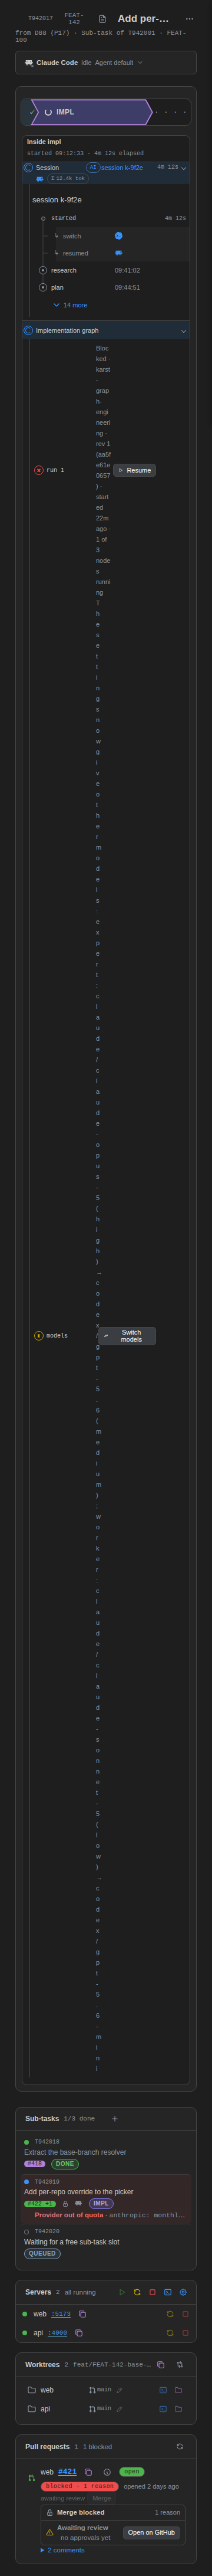 T942017
FEAT-142
Add per-…
from D88 (P17) · Sub-task of T942001 · FEAT-100
Claude Code idle Agent default
IMPL
Inside impl
started 09:12:33 · 4m 12s elapsed
Session
AI
session k-9f2e
4m 12s
Σ 12.4k tok
session k-9f2e
started
4m 12s
↳ switch
↳ resumed
research
09:41:02
plan
09:44:51
14 more
Implementation graph
run 1
Blocked · karst-graph-engineering · rev 1 (aa5fe61e0657) · started 22m ago · 1 of 3 nodes running
Resume
models
The settings now give other models: expert: claude/claude-opus-5 (high) → codex/gpt-5.6 (medium); worker: claude/claude-sonnet-5 (low) → codex/gpt-5.6-mini
Switch models
Sub-tasks 1/3 done
T942018
Extract the base-branch resolver
#418
DONE
T942019
Add per-repo override to the picker
#422 +1
IMPL
Provider out of quota · anthropic: monthl…
T942020
Waiting for a free sub-task slot
QUEUED
Servers 2 all running
web :5173
api :4000
Worktrees 2 feat/FEAT-142-base-…
web
main
api
main
Pull requests 1 1 blocked
web #421
open
blocked · 1 reason
opened 2 days ago
awaiting review
Merge
Merge blocked
1 reason
Awaiting review
no approvals yet
Open on GitHub
2 comments